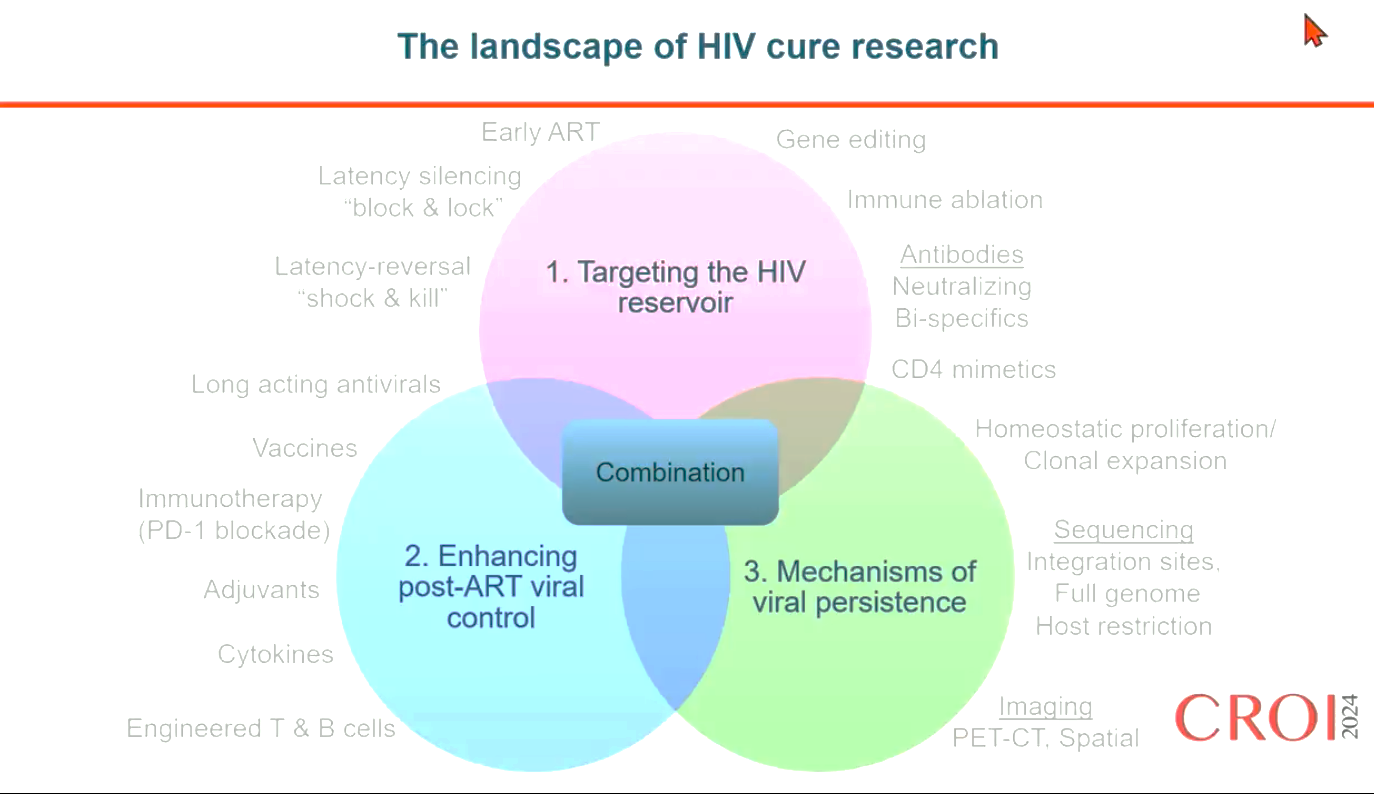 The landscape of HIV cure research
Early ART
Gene editing
Latency silencing
“block & lock”
Immune ablation
Latency-reversal
“shock & kill”
Antibodies
Neutralizing
Bi-specifics
1. Targeting the HIV
reservoir
Long acting antivirals
CD4 mimetics
Vaccines
Homeostatic proliferation/
Clonal expansion
Combination
Immunotherapy
(PD-1 blockade)
Sequencing
Integration sites,
Full genome
Host restriction
2. Enhancing
post-ART viral
control
3. Mechanisms of
viral persistence
Adjuvants
Cytokines
Engineered T & B cells
Imaging
PET-CT, Spatial
CROI 2024